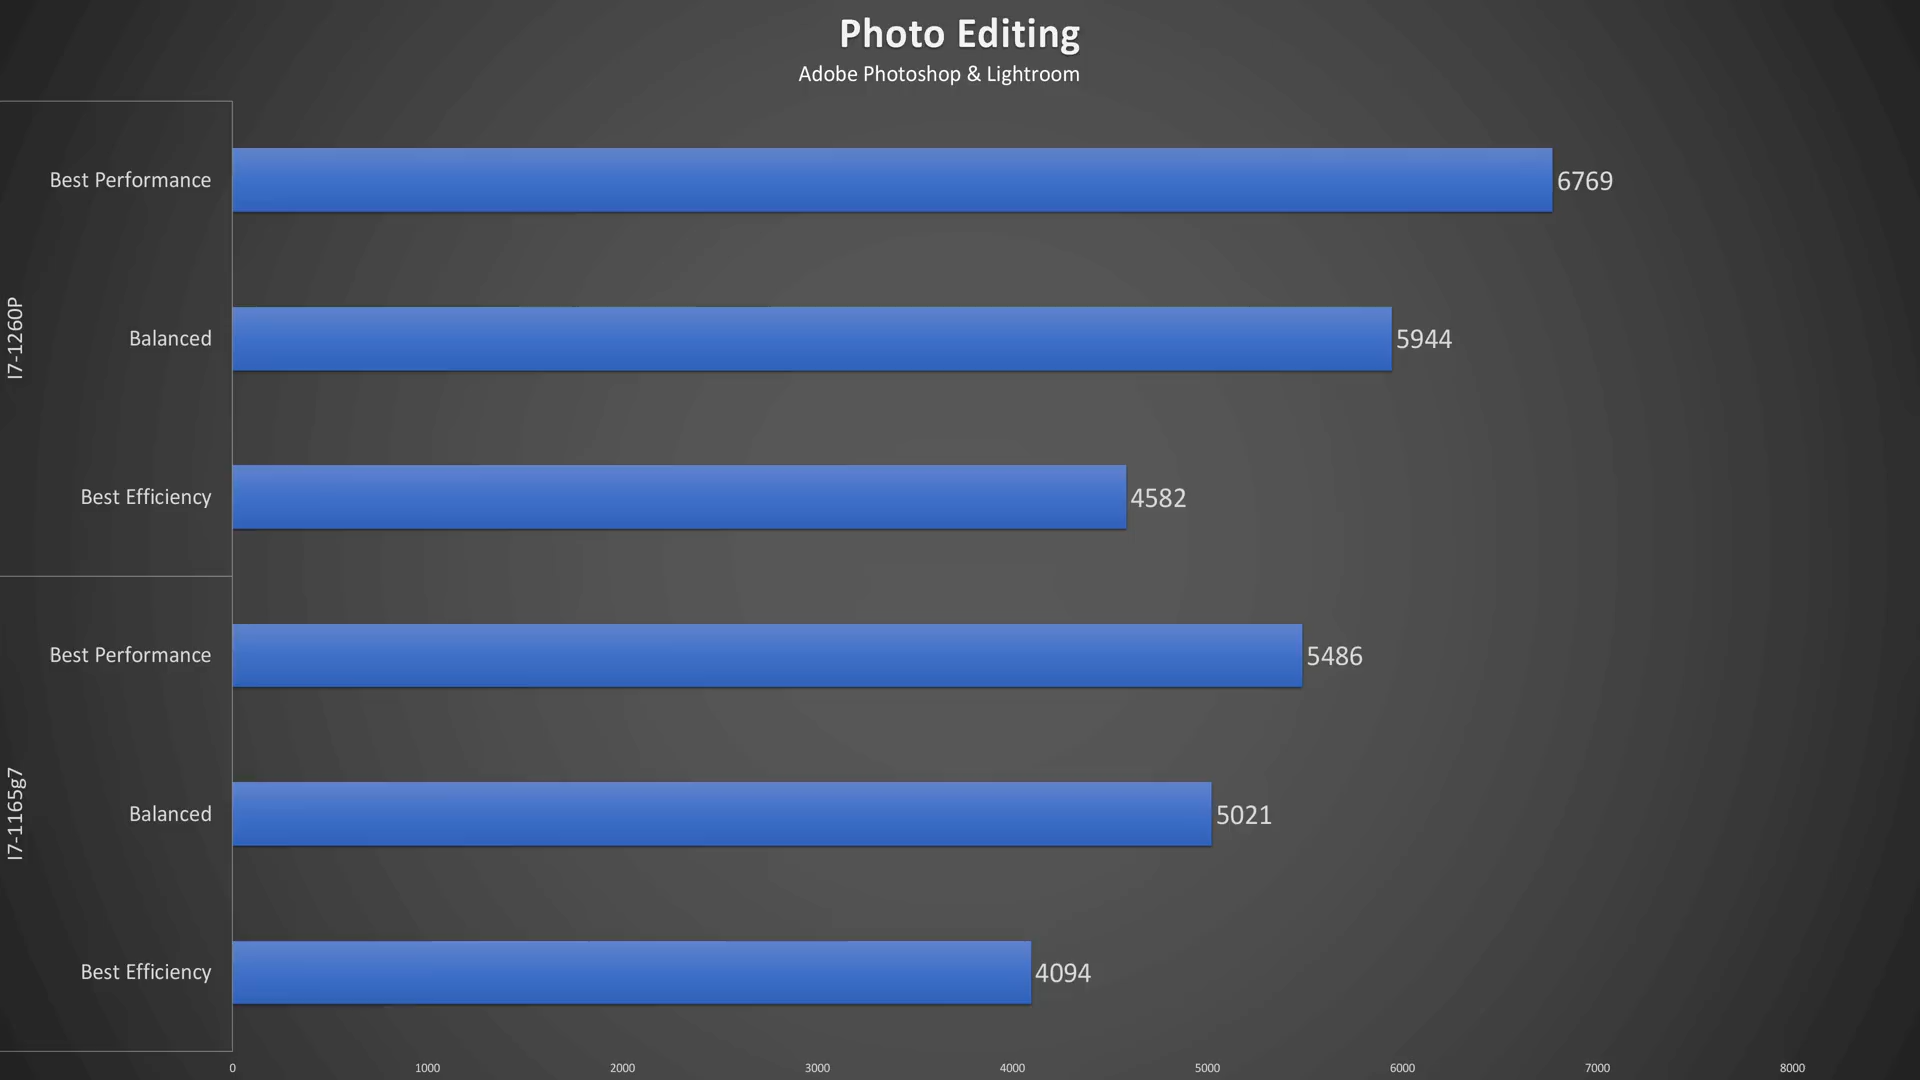 Photo Editing
Adobe Photoshop & Lightroom
I7-1260P
Best Performance
6769
Balanced
5944
Best Efficiency
4582
I7-1165g7
Best Performance
5486
Balanced
5021
Best Efficiency
4094
0 1000 2000 3000 4000 5000 6000 7000 8000